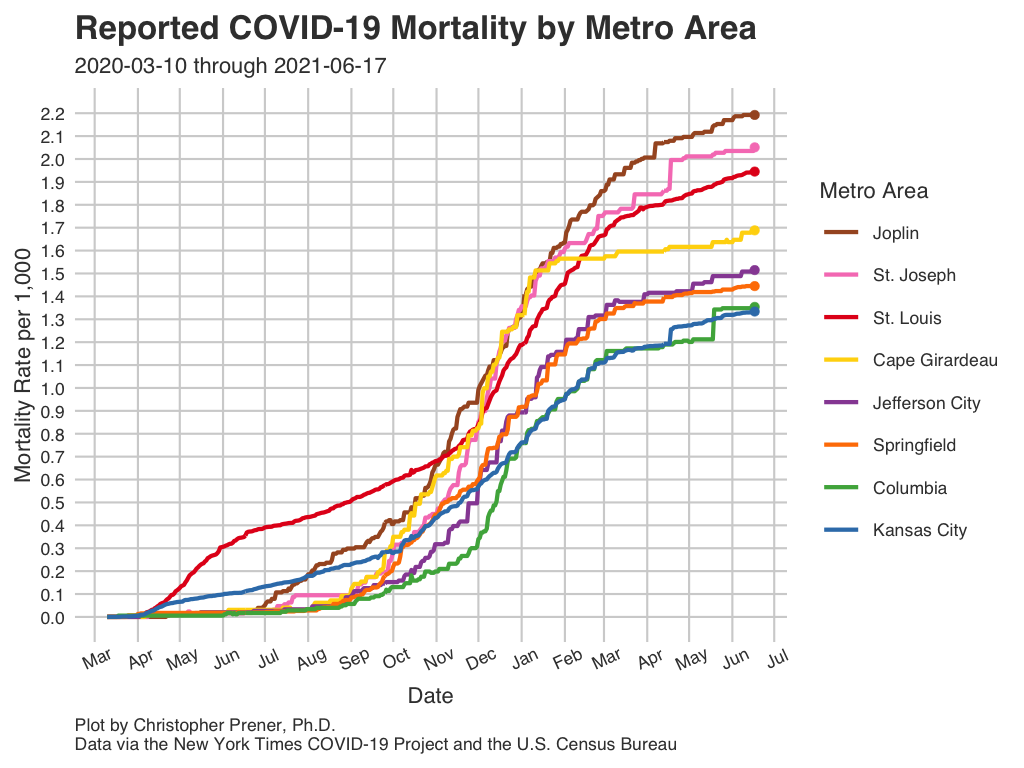 Reported COVID-19 Mortality by Metro Area
2020-03-10 through 2021-06-17
Mortality Rate per 1,000
2.2
2.1
2.0
1.9
1.8
1.7
1.6
1.5
1.4
1.3
1.2
1.1
1.0
0.9
0.8
0.7
0.6
0.5
0.4
0.3
0.2
0.1
0.0
Mar Apr May Jun Jul Aug Sep Oct Nov Dec Jan Feb Mar Apr May Jun Jul
Date
Metro Area
Joplin
St. Joseph
St. Louis
Cape Girardeau
Jefferson City
Springfield
Columbia
Kansas City
Plot by Christopher Prener, Ph.D.
Data via the New York Times COVID-19 Project and the U.S. Census Bureau